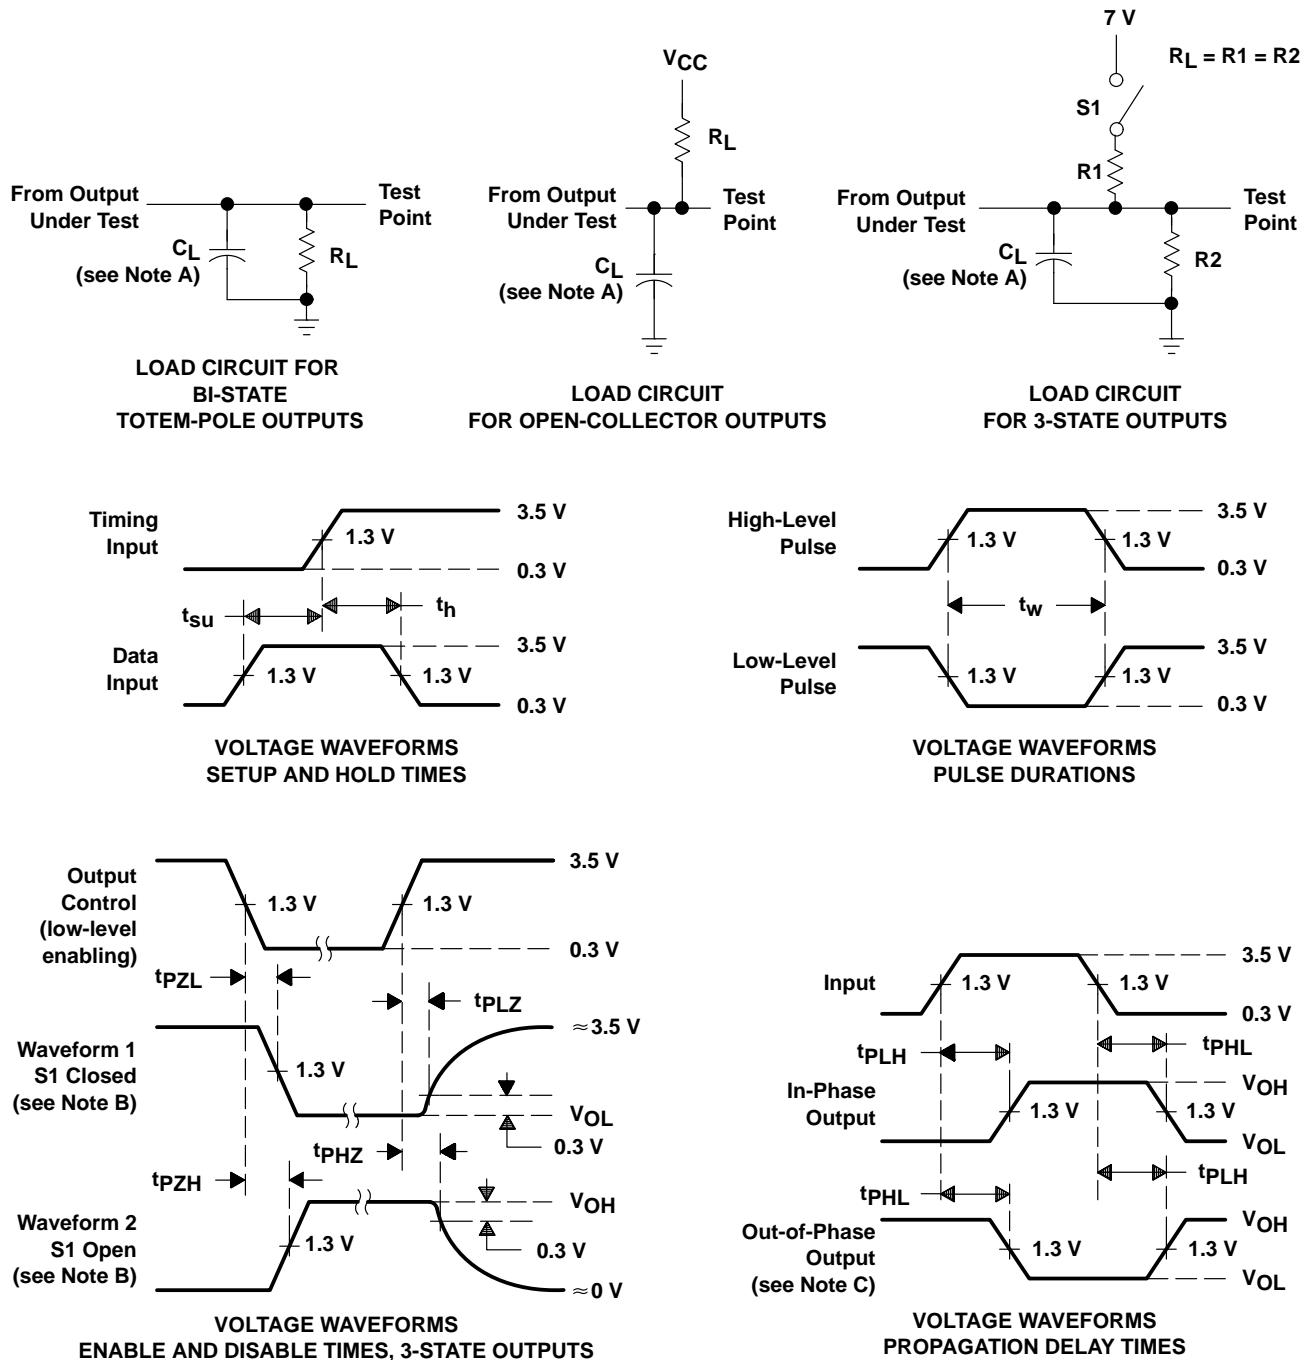 7 V
RL = R1 = R2
S1
R1
From Output
Under Test
Test
Point
CL
(see Note A)
R2
LOAD CIRCUIT
FOR 3-STATE OUTPUTS
VCC
RL
From Output
Under Test
Test
Point
CL
(see Note A)
LOAD CIRCUIT
FOR OPEN-COLLECTOR OUTPUTS
From Output
Under Test
Test
Point
CL
(see Note A)
RL
LOAD CIRCUIT FOR
BI-STATE
TOTEM-POLE OUTPUTS
Timing
Input
1.3 V
3.5 V
0.3 V
tsu
th
Data
Input
1.3 V
1.3 V
3.5 V
0.3 V
VOLTAGE WAVEFORMS
SETUP AND HOLD TIMES
High-Level
Pulse
1.3 V
1.3 V
3.5 V
0.3 V
tw
Low-Level
Pulse
1.3 V
1.3 V
3.5 V
0.3 V
VOLTAGE WAVEFORMS
PULSE DURATIONS
Output
Control
(low-level
enabling)
1.3 V
1.3 V
3.5 V
0.3 V
tPZL
tPLZ
Waveform 1
S1 Closed
(see Note B)
1.3 V
≈3.5 V
VOL
0.3 V
tPZH
tPHZ
Waveform 2
S1 Open
(see Note B)
1.3 V
VOH
0.3 V
≈0 V
VOLTAGE WAVEFORMS
ENABLE AND DISABLE TIMES, 3-STATE OUTPUTS
Input
1.3 V
1.3 V
3.5 V
0.3 V
tPLH
tPHL
In-Phase
Output
1.3 V
1.3 V
VOH
VOL
tPHL
tPLH
Out-of-Phase
Output
(see Note C)
1.3 V
1.3 V
VOH
VOL
VOLTAGE WAVEFORMS
PROPAGATION DELAY TIMES